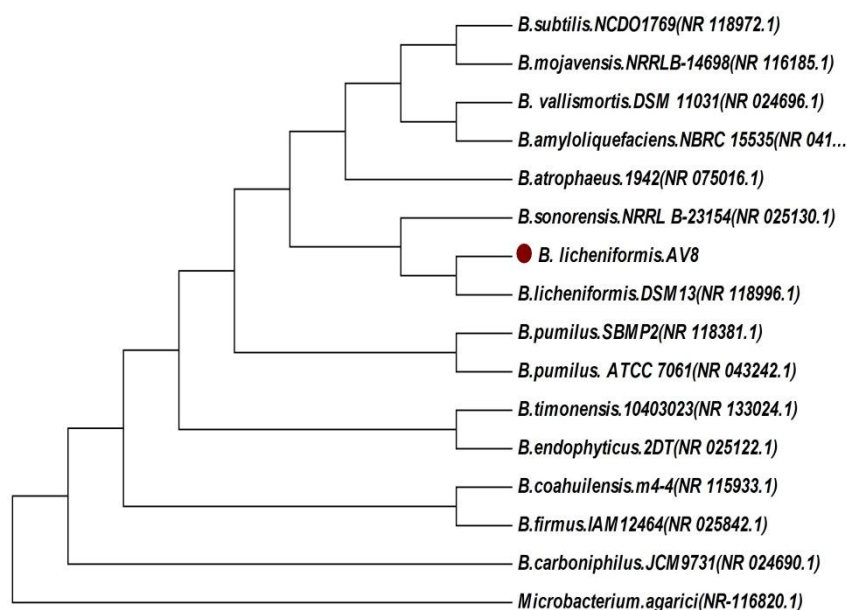 B.subtilis.NCDO1769(NR 118972.1)
B.mojavensis.NRRLB-14698(NR 116185.1)
B. vallismortis.DSM 11031(NR 024696.1)
B.amyloliquefaciens.NBRC 15535(NR 041...
B.atrophaeus.1942(NR 075016.1)
B.sonorensis.NRRL B-23154(NR 025130.1)
B. licheniformis.AV8
B.licheniformis.DSM13(NR 118996.1)
B.pumilus.SBMP2(NR 118381.1)
B.pumilus. ATCC 7061(NR 043242.1)
B.timonensis.10403023(NR 133024.1)
B.endophyticus.2DT(NR 025122.1)
B.coahuilensis.m4-4(NR 115933.1)
B.firmus.IAM12464(NR 025842.1)
B.carboniphilus.JCM9731(NR 024690.1)
Microbacterium.agarici(NR-116820.1)